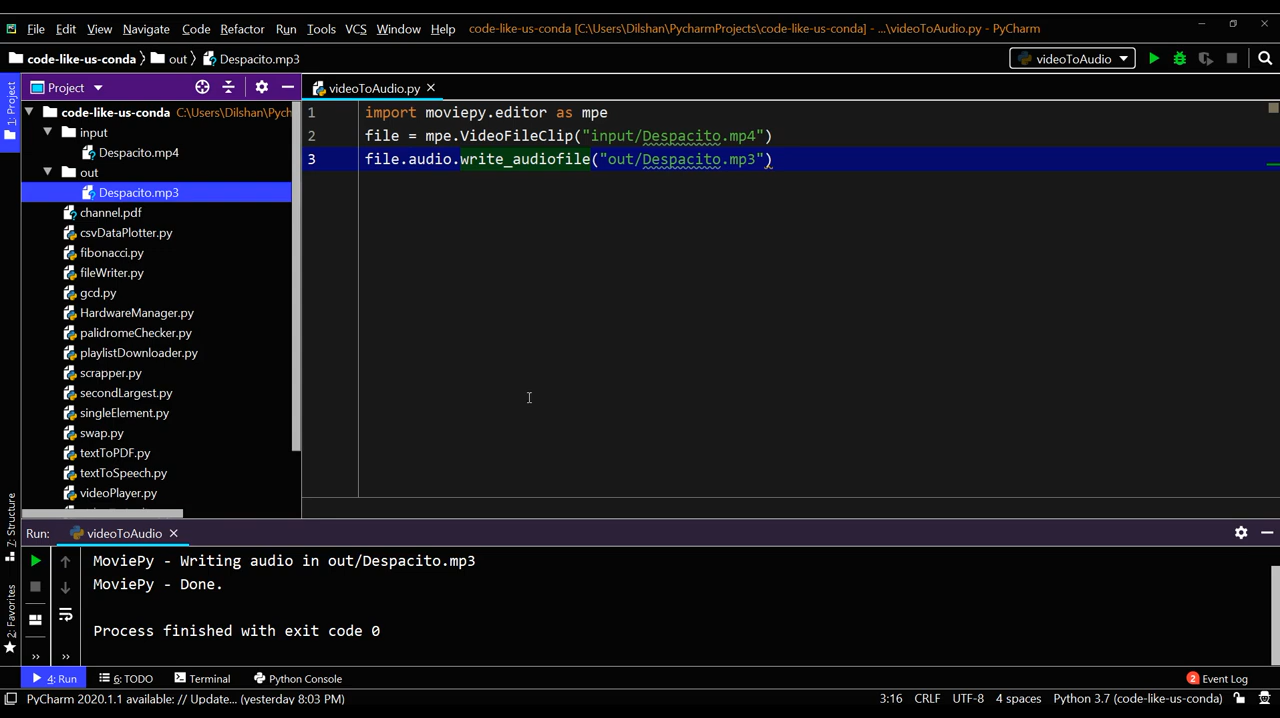 File Edit View Navigate Code Refactor Run Tools VCS Window Help code-like-us-conda [C:\Users\Dilshan\PycharmProjects\code-like-us-conda] - ...\videoToAudio.py - PyCharm
code-like-us-conda out Despacito.mp3 videoToAudio
1: Project
Project
videoToAudio.py
code-like-us-conda C:\Users\Dilshan\Pych
input
Despacito.mp4
out
Despacito.mp3
channel.pdf
csvDataPlotter.py
fibonacci.py
fileWriter.py
gcd.py
HardwareManager.py
palidromeChecker.py
playlistDownloader.py
scrapper.py
secondLargest.py
singleElement.py
swap.py
textToPDF.py
textToSpeech.py
videoPlayer.py
1 import moviepy.editor as mpe
2 file = mpe.VideoFileClip("input/Despacito.mp4")
3 file.audio.write_audiofile("out/Despacito.mp3")
7: Structure
2: Favorites
Run: videoToAudio
MoviePy - Writing audio in out/Despacito.mp3
MoviePy - Done.
Process finished with exit code 0
4: Run 6: TODO Terminal Python Console 2 Event Log
PyCharm 2020.1.1 available: // Update... (yesterday 8:03 PM) 3:16 CRLF UTF-8 4 spaces Python 3.7 (code-like-us-conda)